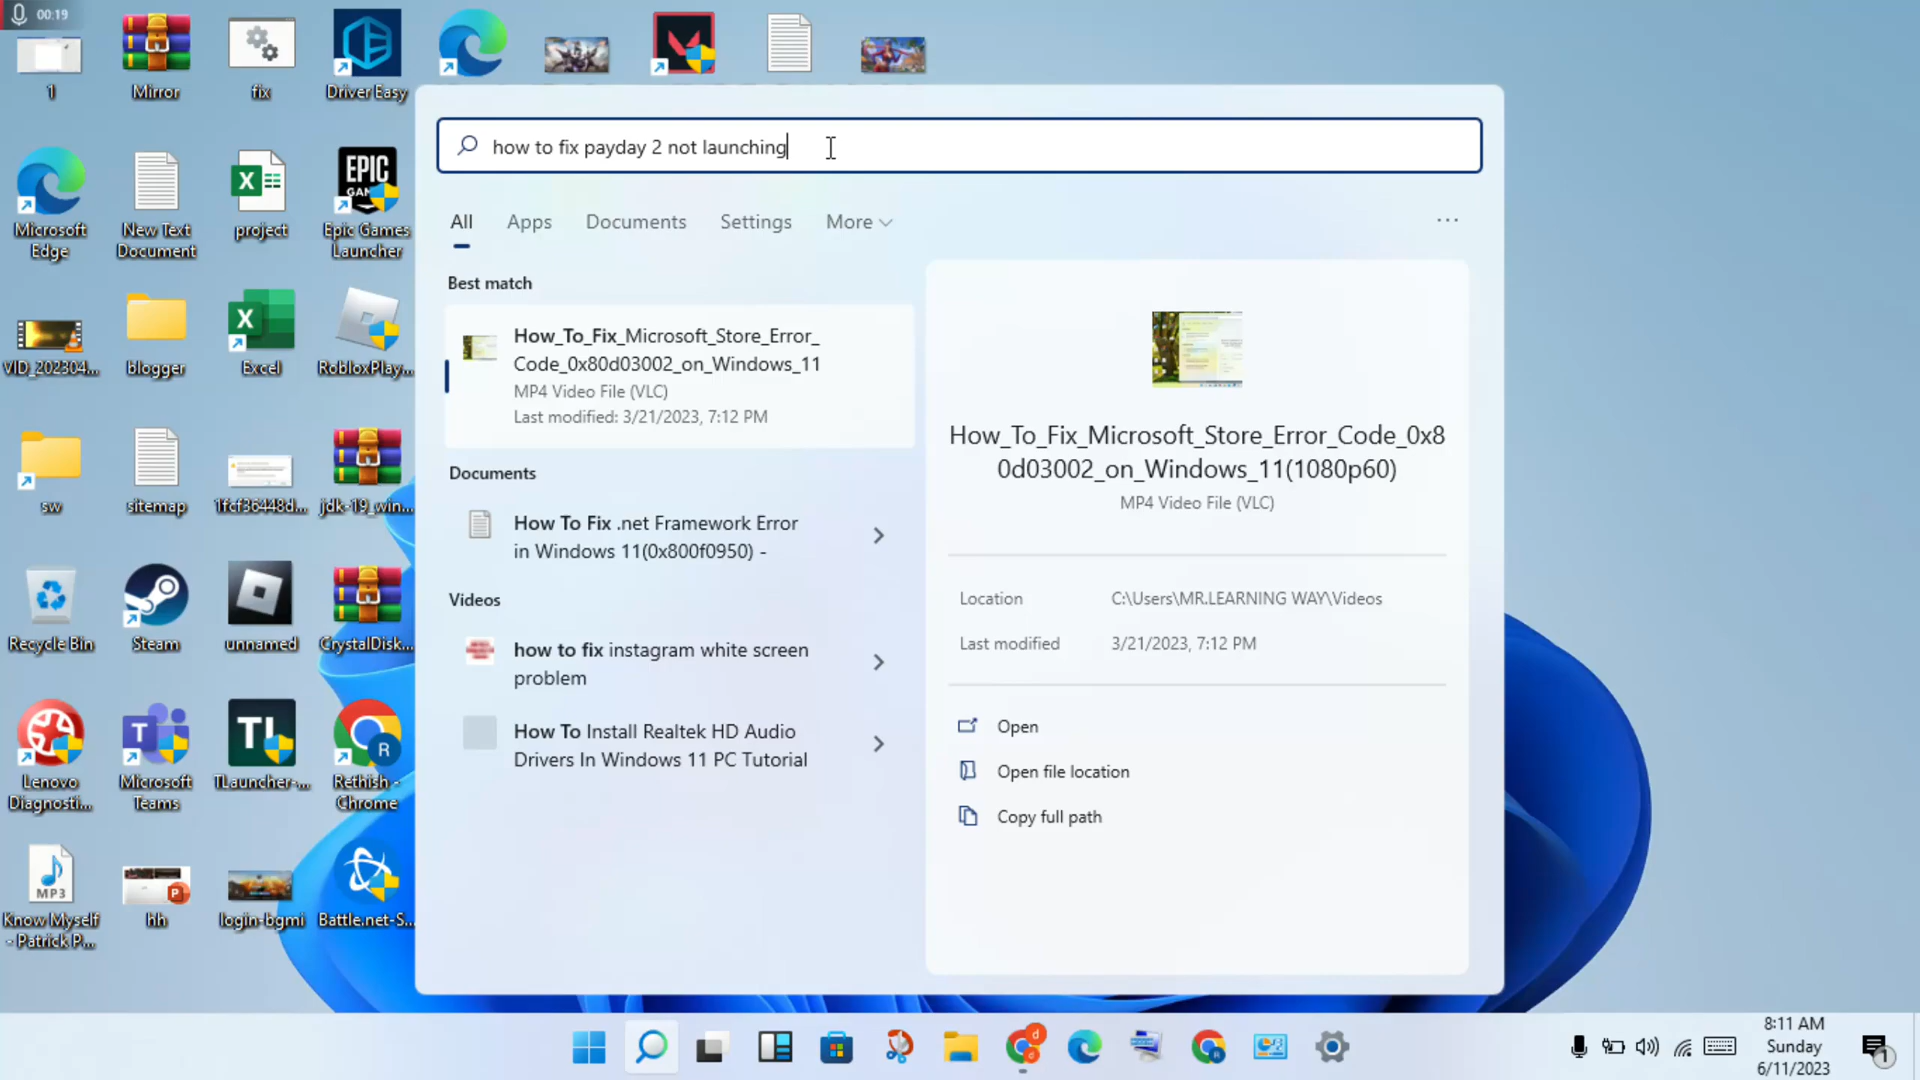 00:19
1
Mirror
fix
Driver Easy
how to fix payday 2 not launching
All
Apps
Documents
Settings
More
Best match
How_To_Fix_Microsoft_Store_Error_
Code_0x80d03002_on_Windows_11
MP4 Video File (VLC)
Last modified: 3/21/2023, 7:12 PM
Documents
How To Fix .net Framework Error
in Windows 11(0x800f0950) -
Videos
how to fix instagram white screen
problem
How To Install Realtek HD Audio
Drivers In Windows 11 PC Tutorial
How_To_Fix_Microsoft_Store_Error_Code_0x8
0d03002_on_Windows_11(1080p60)
MP4 Video File (VLC)
Location
C:\Users\MR.LEARNING WAY\Videos
Last modified
3/21/2023, 7:12 PM
Open
Open file location
Copy full path
Microsoft
Edge
New Text
Document
project
EPIC
GAMES
Epic Games
Launcher
VID_202304...
blogger
Excel
RobloxPlay...
sw
sitemap
1fcf36448d...
jdk-19_win...
Recycle Bin
Steam
unnamed
CrystalDisk...
Lenovo
Diagnosti...
Microsoft
Teams
TL
TLauncher-...
R
Rethish -
Chrome
MP3
Know Myself
- Patrick P...
hh
login-bgmi
Battle.net-S...
8:11 AM
Sunday
6/11/2023
1